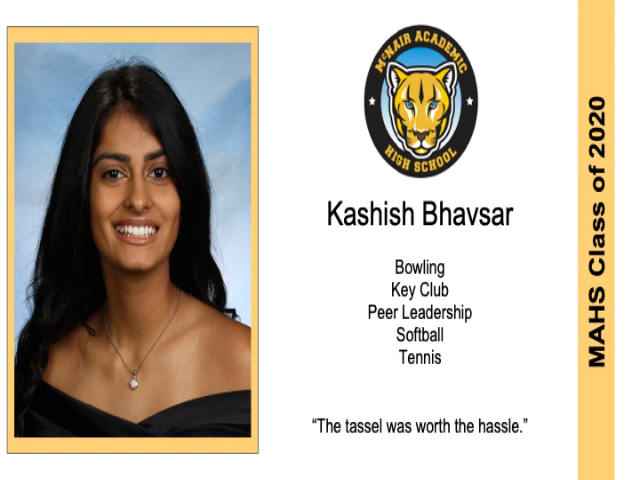 McNAIR ACADEMIC
HIGH SCHOOL
Kashish Bhavsar
Bowling
Key Club
Peer Leadership
Softball
Tennis
“The tassel was worth the hassle.”
MAHS Class of 2020